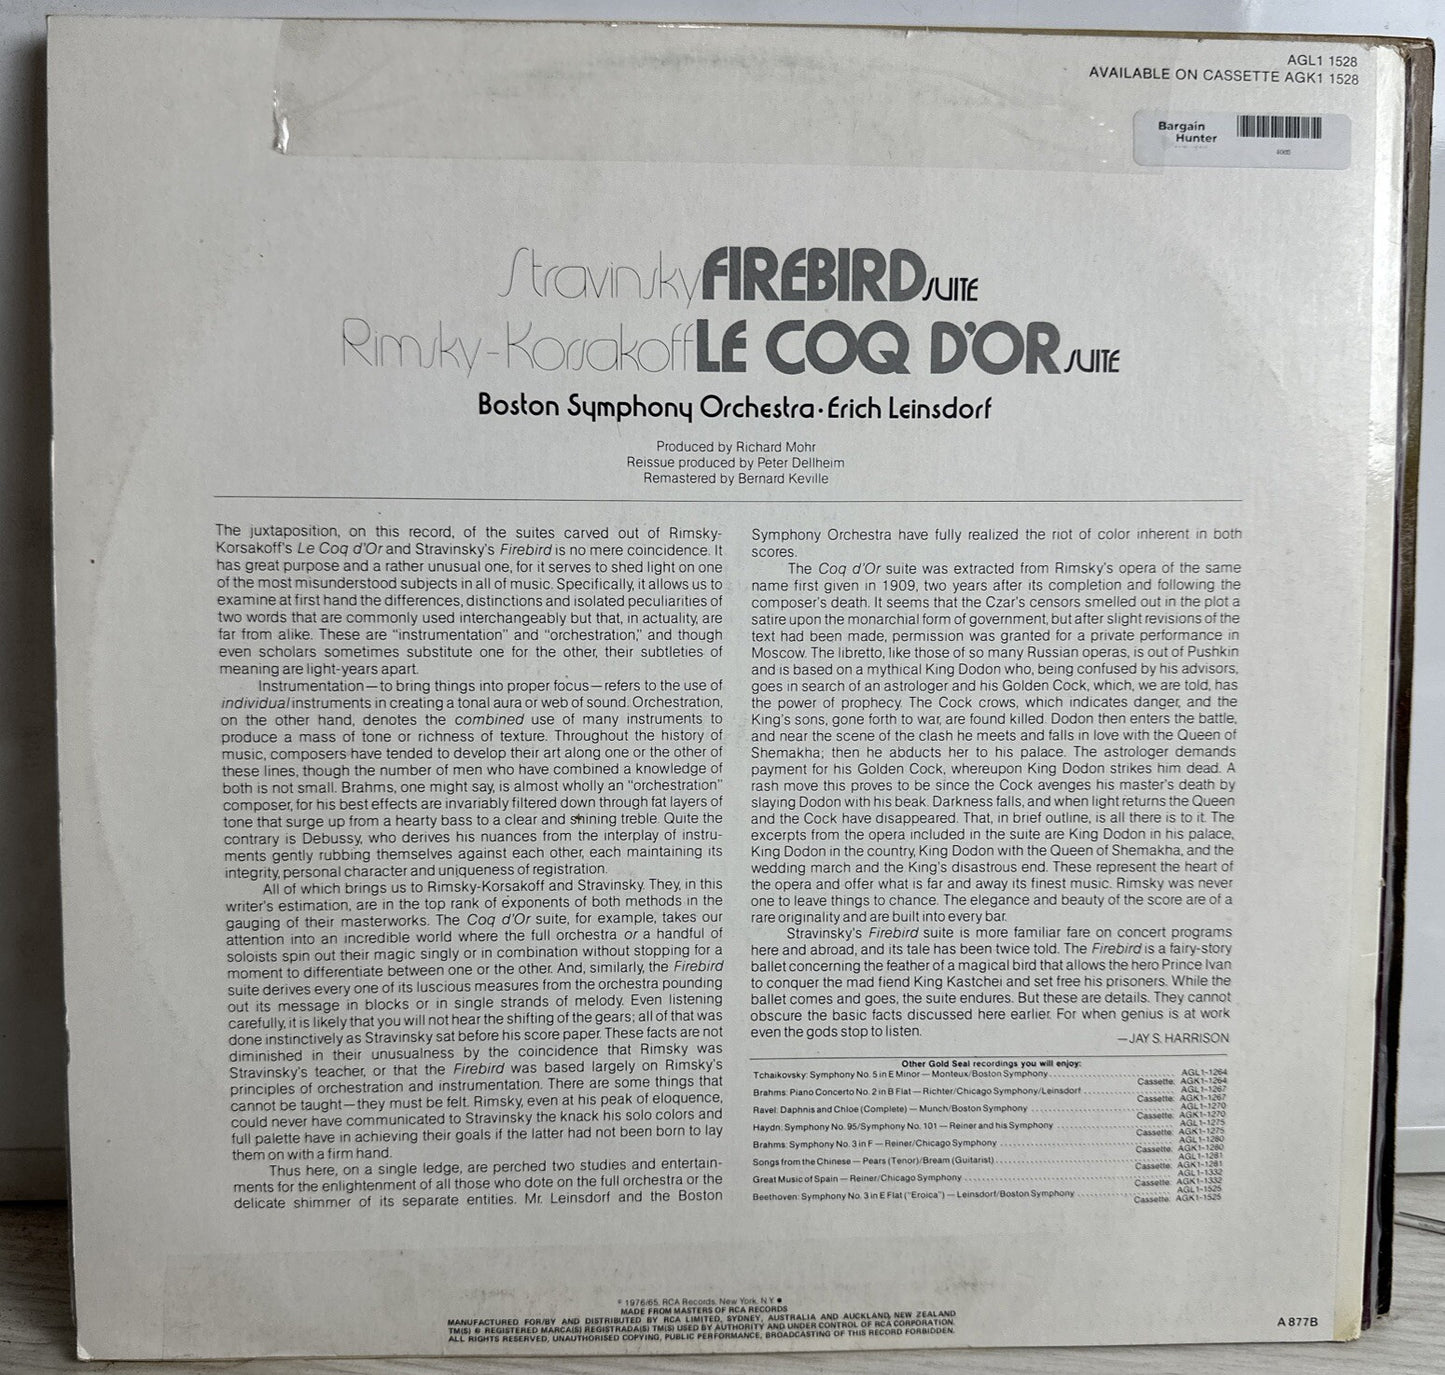 AGL1 1528
AVAILABLE ON CASSETTE AGK1 1528
Bargain
Hunter
Stravinsky FIREBIRD SUITE
Rimsky-Korsakoff LE COQ D'OR SUITE
Boston Symphony Orchestra • Erich Leinsdorf
Produced by Richard Mohr
Reissue produced by Peter Dellheim
Remastered by Bernard Keville
The juxtaposition, on this record, of the suites carved out of Rimsky-
Korsakoff's Le Coq d'Or and Stravinsky's Firebird is no mere coincidence. It
has great purpose and a rather unusual one, for it serves to shed light on one
of the most misunderstood subjects in all of music. Specifically, it allows us to
examine at first hand the differences, distinctions and isolated peculiarities of
two words that are commonly used interchangeably but that, in actuality, are
far from alike. These are "instrumentation" and "orchestration," and though
even scholars sometimes substitute one for the other, their subtleties of
meaning are light-years apart.
Instrumentation—to bring things into proper focus—refers to the use of
individual instruments in creating a tonal aura or web of sound. Orchestration,
on the other hand, denotes the combined use of many instruments to
produce a mass of tone or richness of texture. Throughout the history of
music, composers have tended to develop their art along one or the other of
these lines, though the number of men who have combined a knowledge of
both is not small. Brahms, one might say, is almost wholly an "orchestration"
composer, for his best effects are invariably filtered down through fat layers of
tone that surge up from a hearty bass to a clear and shining treble. Quite the
contrary is Debussy, who derives his nuances from the interplay of instru-
ments gently rubbing themselves against each other, each maintaining its
integrity, personal character and uniqueness of registration.
All of which brings us to Rimsky-Korsakoff and Stravinsky. They, in this
writer's estimation, are in the top rank of exponents of both methods in the
gauging of their masterworks. The Coq d'Or suite, for example, takes our
attention into an incredible world where the full orchestra or a handful of
soloists spin out their magic singly or in combination without stopping for a
moment to differentiate between one or the other. And, similarly, the Firebird
suite derives every one of its luscious measures from the orchestra pounding
out its message in blocks or in single strands of melody. Even listening
carefully, it is likely that you will not hear the shifting of the gears; all of that was
done instinctively as Stravinsky sat before his score paper. These facts are not
diminished in their unusualness by the coincidence that Rimsky was
Stravinsky's teacher, or that the Firebird was based largely on Rimsky's
principles of orchestration and instrumentation. There are some things that
cannot be taught—they must be felt. Rimsky, even at his peak of eloquence,
could never have communicated to Stravinsky the knack his solo colors and
full palette have in achieving their goals if the latter had not been born to lay
them on with a firm hand.
Thus here, on a single ledge, are perched two studies and entertain-
ments for the enlightenment of all those who dote on the full orchestra or the
delicate shimmer of its separate entities. Mr. Leinsdorf and the Boston
Symphony Orchestra have fully realized the riot of color inherent in both
scores.
The Coq d'Or suite was extracted from Rimsky's opera of the same
name first given in 1909, two years after its completion and following the
composer's death. It seems that the Czar's censors smelled out in the plot a
satire upon the monarchial form of government, but after slight revisions of the
text had been made, permission was granted for a private performance in
Moscow. The libretto, like those of so many Russian operas, is out of Pushkin
and is based on a mythical King Dodon who, being confused by his advisors,
goes in search of an astrologer and his Golden Cock, which, we are told, has
the power of prophecy. The Cock crows, which indicates danger, and the
King's sons, gone forth to war, are found killed. Dodon then enters the battle,
and near the scene of the clash he meets and falls in love with the Queen of
Shemakha; then he abducts her to his palace. The astrologer demands
payment for his Golden Cock, whereupon King Dodon strikes him dead. A
rash move this proves to be since the Cock avenges his master's death by
slaying Dodon with his beak. Darkness falls, and when light returns the Queen
and the Cock have disappeared. That, in brief outline, is all there is to it. The
excerpts from the opera included in the suite are King Dodon in his palace,
King Dodon in the country, King Dodon with the Queen of Shemakha, and the
wedding march and the King's disastrous end. These represent the heart of
the opera and offer what is far and away its finest music. Rimsky was never
one to leave things to chance. The elegance and beauty of the score are of a
rare originality and are built into every bar.
Stravinsky's Firebird suite is more familiar fare on concert programs
here and abroad, and its tale has been twice told. The Firebird is a fairy-story
ballet concerning the feather of a magical bird that allows the hero Prince Ivan
to conquer the mad fiend King Kastchei and set free his prisoners. While the
ballet comes and goes, the suite endures. But these are details. They cannot
obscure the basic facts discussed here earlier. For when genius is at work
even the gods stop to listen.
—JAY S. HARRISON
Other Gold Seal recordings you will enjoy:
Tchaikovsky: Symphony No. 5 in E Minor — Monteux/Boston Symphony AGL1-1264
Cassette: AGK1-1264
Brahms: Piano Concerto No. 2 in B Flat — Richter/Chicago Symphony/Leinsdorf AGL1-1267
Cassette: AGK1-1267
Ravel: Daphnis and Chloe (Complete) — Munch/Boston Symphony AGL1-1270
Cassette: AGK1-1270
Haydn: Symphony No. 95/Symphony No. 101 — Reiner and his Symphony AGL1-1275
Cassette: AGK1-1275
Brahms: Symphony No. 3 in F — Reiner/Chicago Symphony AGL1-1280
Cassette: AGK1-1280
Songs from the Chinese — Pears (Tenor)/Bream (Guitarist) AGL1-1281
Cassette: AGK1-1281
Great Music of Spain — Reiner/Chicago Symphony AGL1-1332
Cassette: AGK1-1332
Beethoven: Symphony No. 3 in E Flat ("Eroica") — Leinsdorf/Boston Symphony AGL1-1525
Cassette: AGK1-1525
℗ 1976/65, RCA Records, New York, N.Y. •
MADE FROM MASTERS OF RCA RECORDS
MANUFACTURED FOR/BY AND DISTRIBUTED BY RCA LIMITED, SYDNEY, AUSTRALIA AND AUCKLAND, NEW ZEALAND
TM(S) ® REGISTERED MARCA(S) REGISTRADA(S) TM(S) USED BY AUTHORITY AND UNDER CONTROL OF RCA CORPORATION.
ALL RIGHTS RESERVED, UNAUTHORISED COPYING, PUBLIC PERFORMANCE, BROADCASTING OF THIS RECORD FORBIDDEN.
A 877B